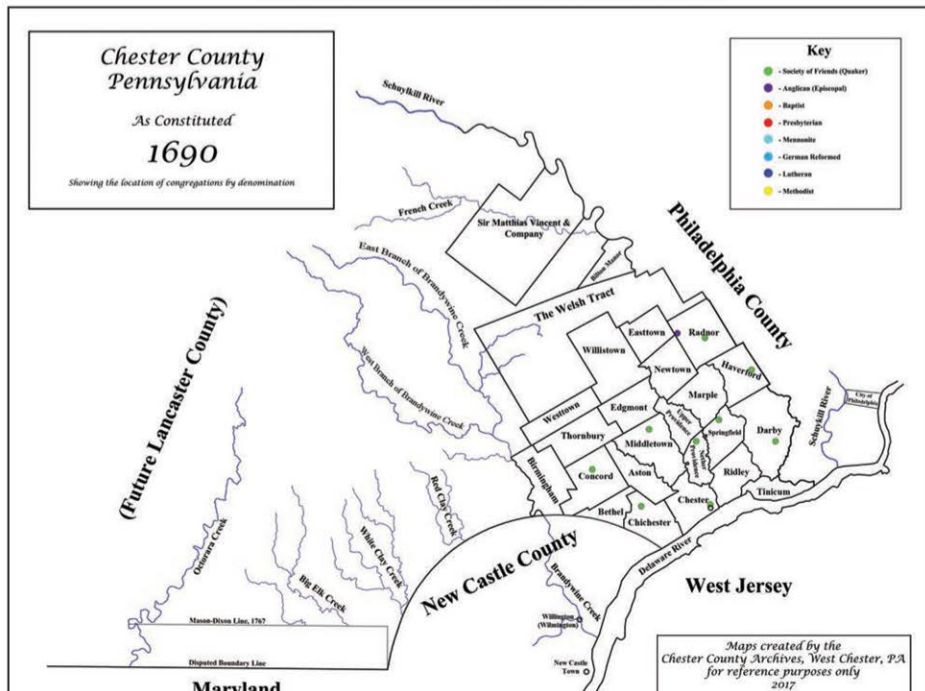 Chester County
Pennsylvania
As Constituted
1690
Showing the location of congregations by denomination
Key
- Society of Friends (Quaker)
- Anglican (Episcopal)
- Baptist
- Presbyterian
- Mennonite
- German Reformed
- Lutheran
- Methodist
Schuylkill River
French Creek
Sir Matthias Vincent &
Company
Bilton Manor
Philadelphia County
East Branch of Brandywine Creek
The Welsh Tract
(Future Lancaster County)
West Branch of Brandywine Creek
Willistown
Easttown
Radnor
Newtown
Haverford
Marple
Schuylkill River
City of
Philadelphia
Westtown
Edgmont
Upper
Providence
Springfield
Darby
Thornbury
Middletown
Nether
Providence
Birmingham
Concord
Aston
Ridley
Tinicum
Chester
Bethel
Chichester
Red Clay Creek
White Clay Creek
Big Elk Creek
Octorara Creek
New Castle County
Brandywine Creek
Delaware River
West Jersey
Mason-Dixon Line, 1767
Willington
(Wilmington)
Disputed Boundary Line
New Castle
Town
Maryland
Maps created by the
Chester County Archives, West Chester, PA
for reference purposes only
2017